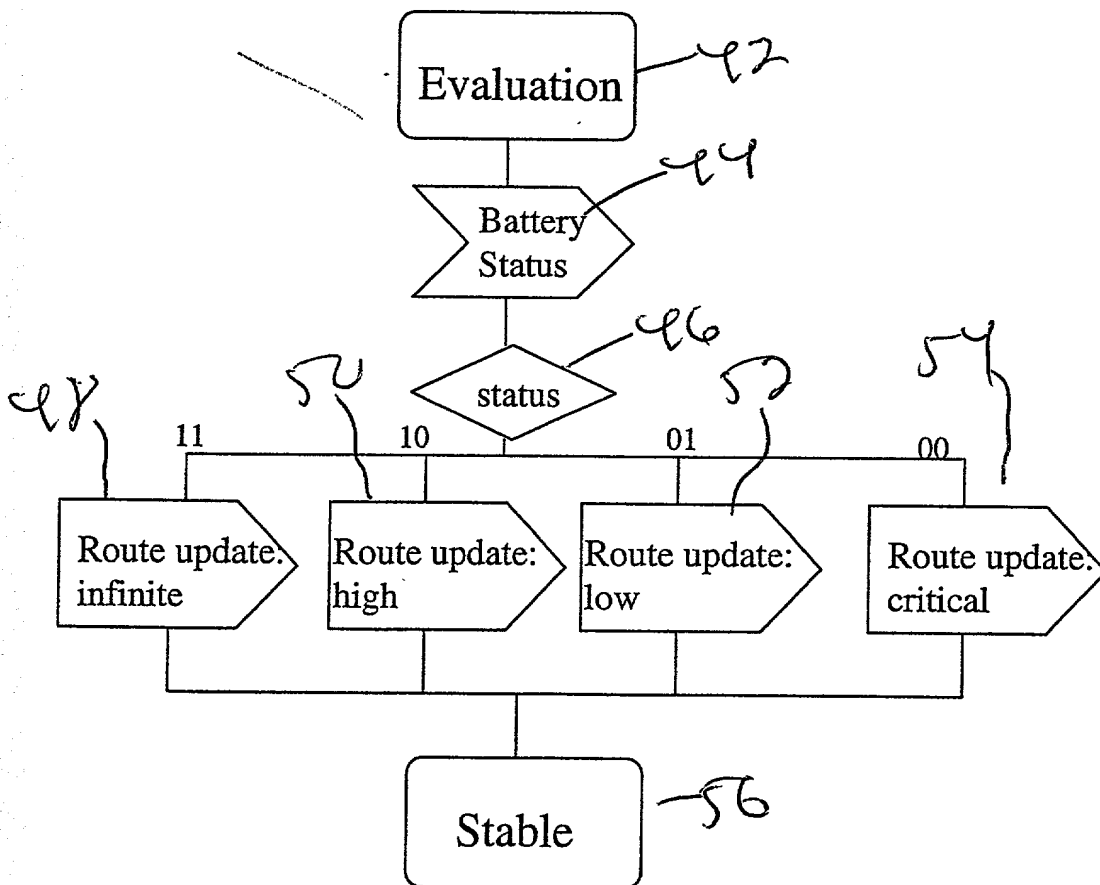 Evaluation
42
Battery
Status
44
status
46
48
50
52
54
11
10
01
00
Route update:
infinite
Route update:
high
Route update:
low
Route update:
critical
Stable
56